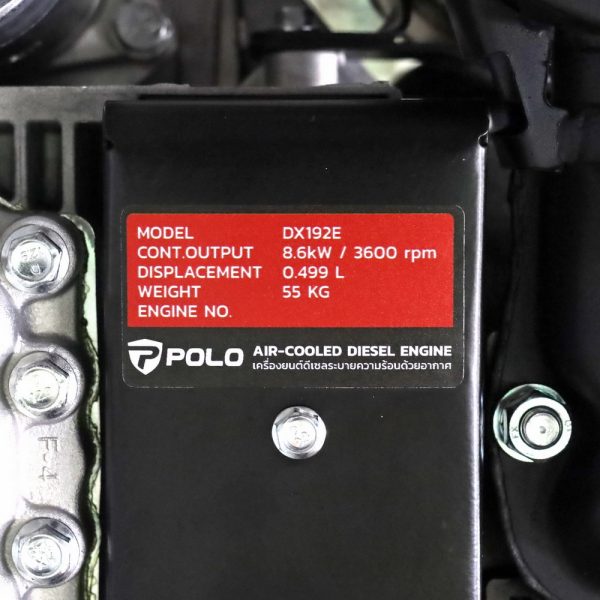 MODEL DX192E
CONT.OUTPUT 8.6kW / 3600 rpm
DISPLACEMENT 0.499 L
WEIGHT 55 KG
ENGINE NO.
POLO AIR-COOLED DIESEL ENGINE
เครื่องยนต์ดีเซลระบายความร้อนด้วยอากาศ
F-4